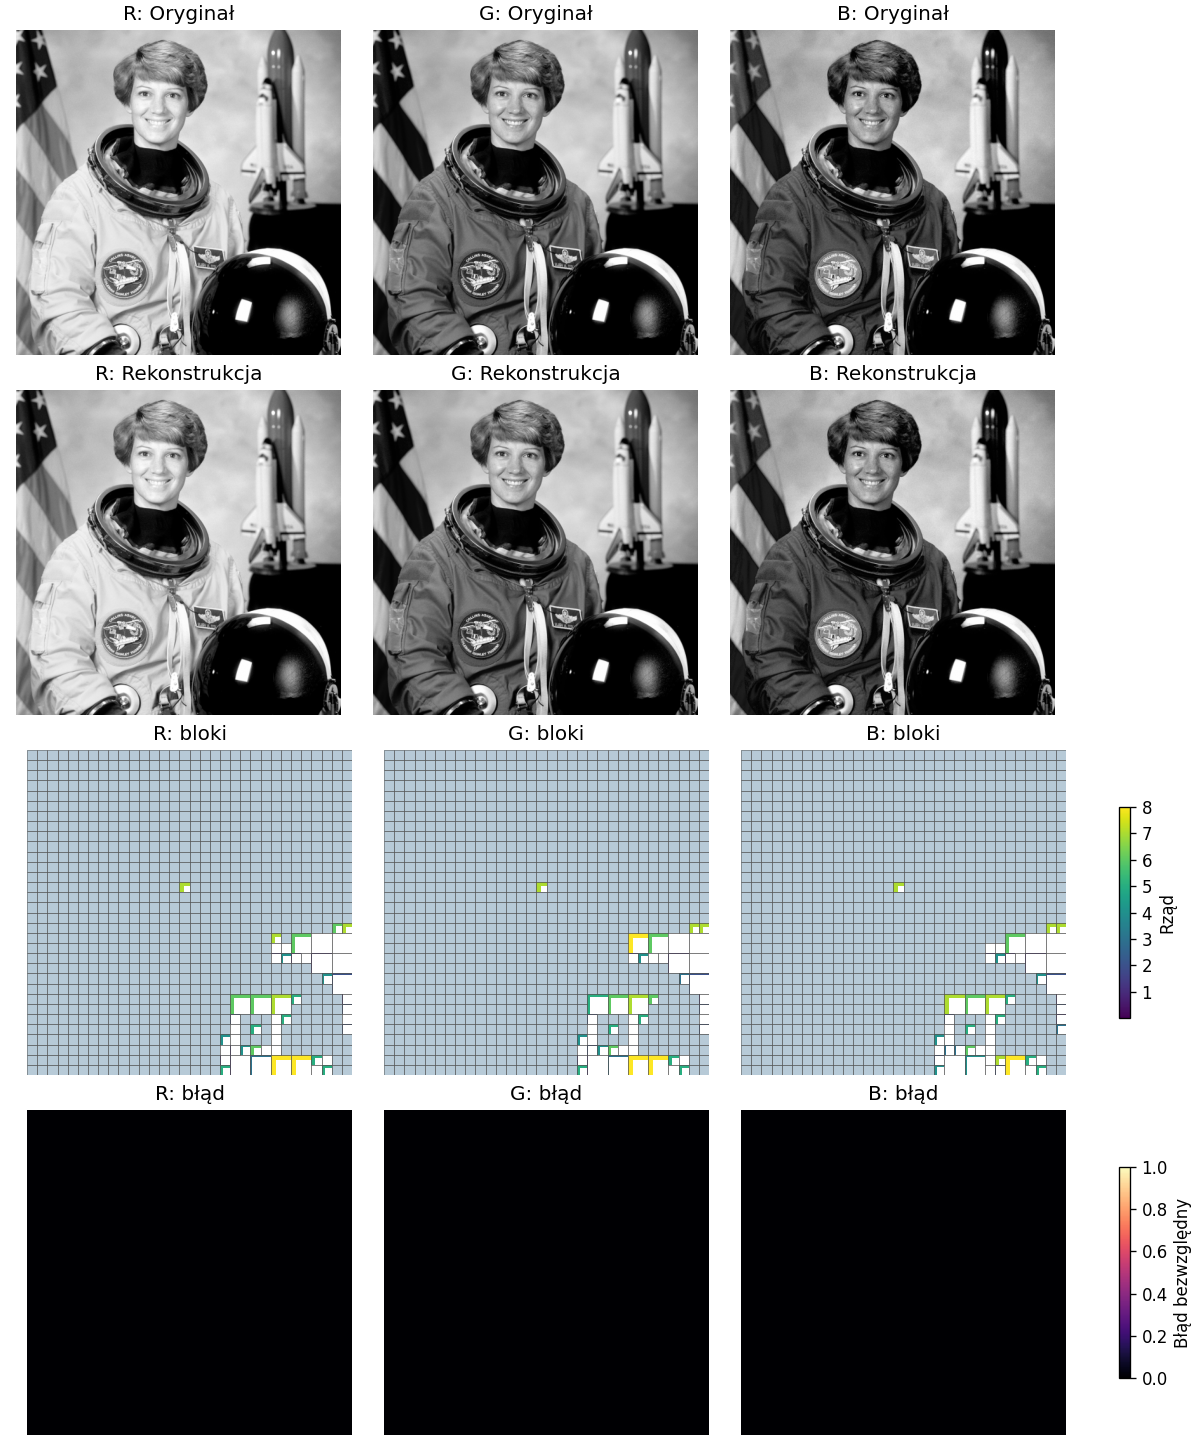 R: Oryginał
G: Oryginał
B: Oryginał
R: Rekonstrukcja
G: Rekonstrukcja
B: Rekonstrukcja
R: bloki
G: bloki
B: bloki
8
7
6
5
4
3
2
1
Rząd
R: błąd
G: błąd
B: błąd
1.0
0.8
0.6
0.4
0.2
0.0
Błąd bezwzględny